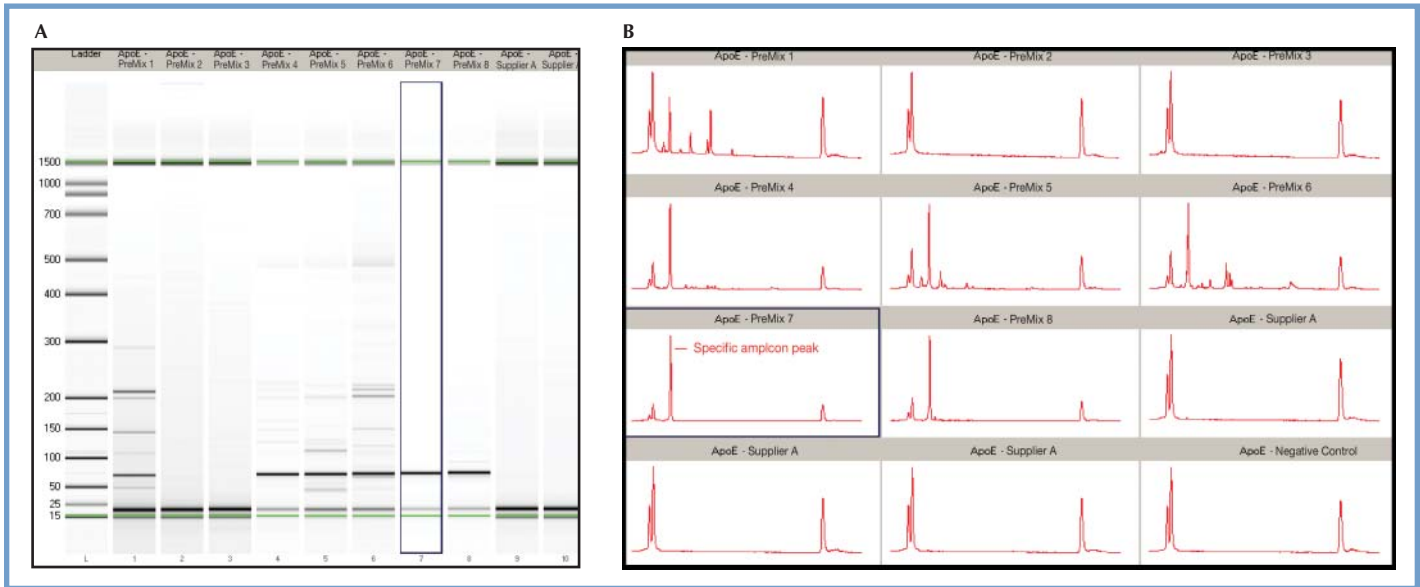 A
Ladder ApoE - PreMix 1 ApoE - PreMix 2 ApoE - PreMix 3 ApoE - PreMix 4 ApoE - PreMix 5 ApoE - PreMix 6 ApoE - PreMix 7 ApoE - PreMix 8 ApoE - Supplier A ApoE - Supplier
1500
1000
700
500
400
300
200
150
100
50
25
15
L 1 2 3 4 5 6 7 8 9 10
B
ApoE - PreMix 1 ApoE - PreMix 2 ApoE - PreMix 3
ApoE - PreMix 4 ApoE - PreMix 5 ApoE - PreMix 6
ApoE - PreMix 7 ApoE - PreMix 8 ApoE - Supplier A
Specific ampicon peak
ApoE - Supplier A ApoE - Supplier A ApoE - Negative Control